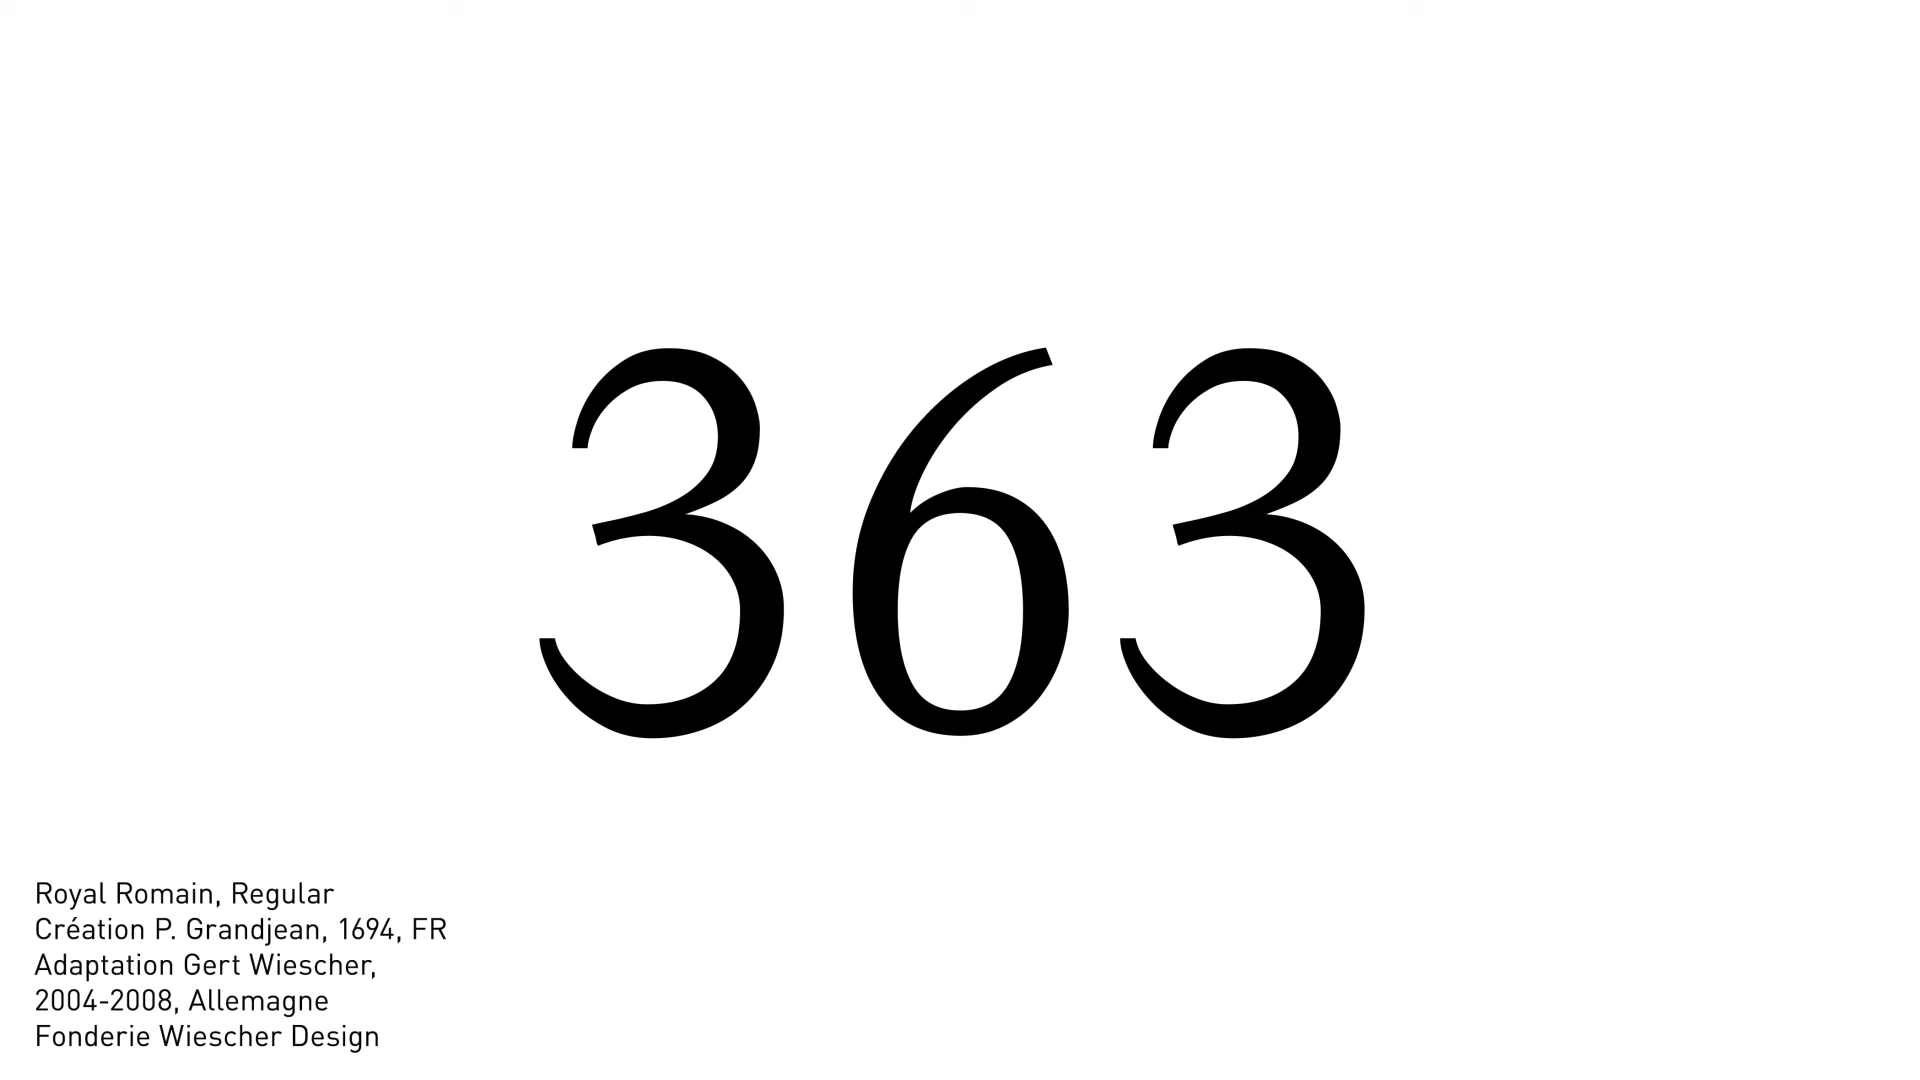 363
Royal Romain, Regular
Création P. Grandjean, 1694, FR
Adaptation Gert Wiescher,
2004-2008, Allemagne
Fonderie Wiescher Design